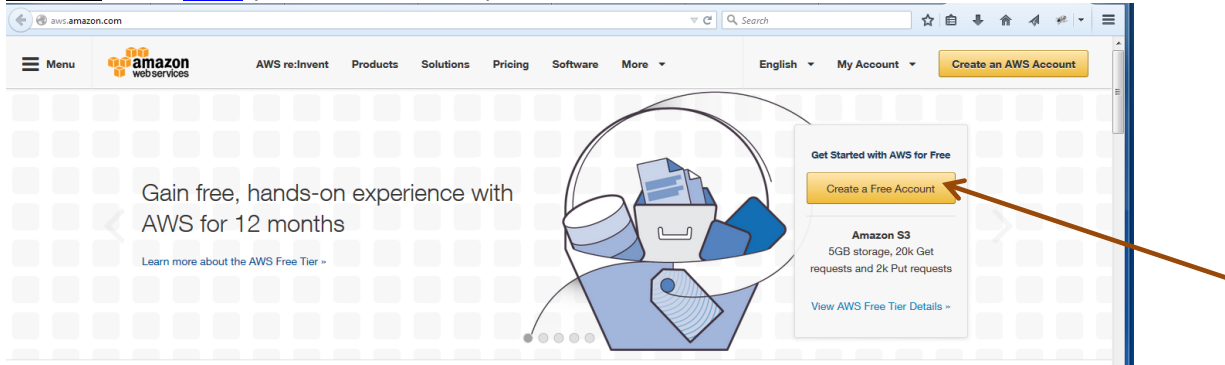 aws.amazon.com
Search
Menu
amazon
webservices
AWS re:Invent
Products
Solutions
Pricing
Software
More
English
My Account
Create an AWS Account
Gain free, hands-on experience with
AWS for 12 months
Learn more about the AWS Free Tier »
Get Started with AWS for Free
Create a Free Account
Amazon S3
5GB storage, 20k Get
requests and 2k Put requests
View AWS Free Tier Details »